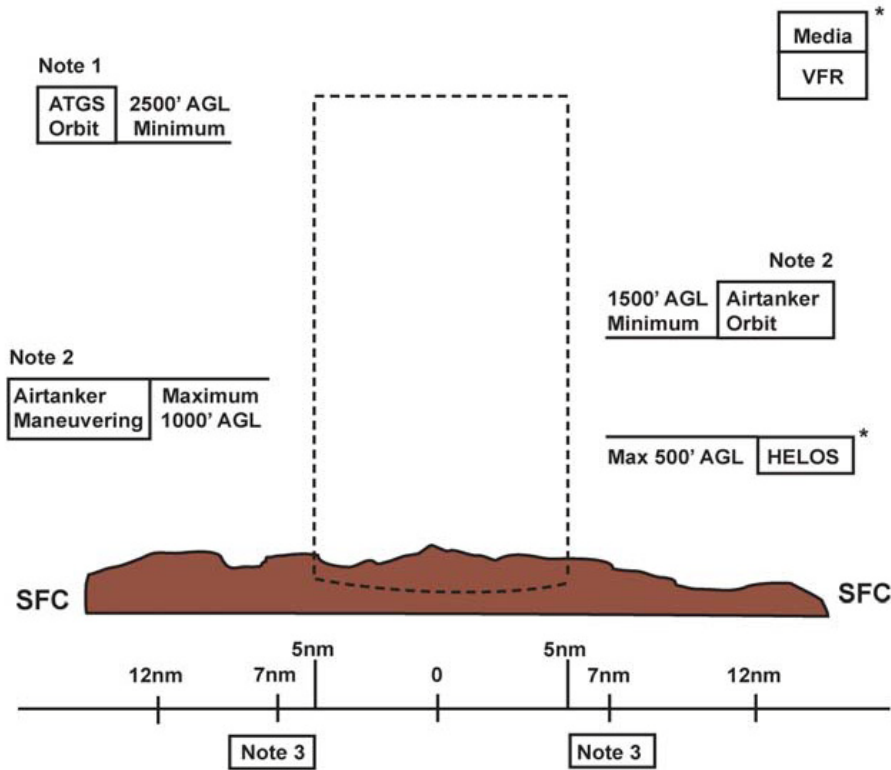 *
Media
VFR
Note 1
ATGS
Orbit
2500’ AGL
Minimum
Note 2
1500’ AGL
Minimum
Airtanker
Orbit
Note 2
Airtanker
Maneuvering
Maximum
1000’ AGL
*
Max 500’ AGL
HELOS
SFC
SFC
5nm
5nm
12nm
7nm
0
7nm
12nm
Note 3
Note 3